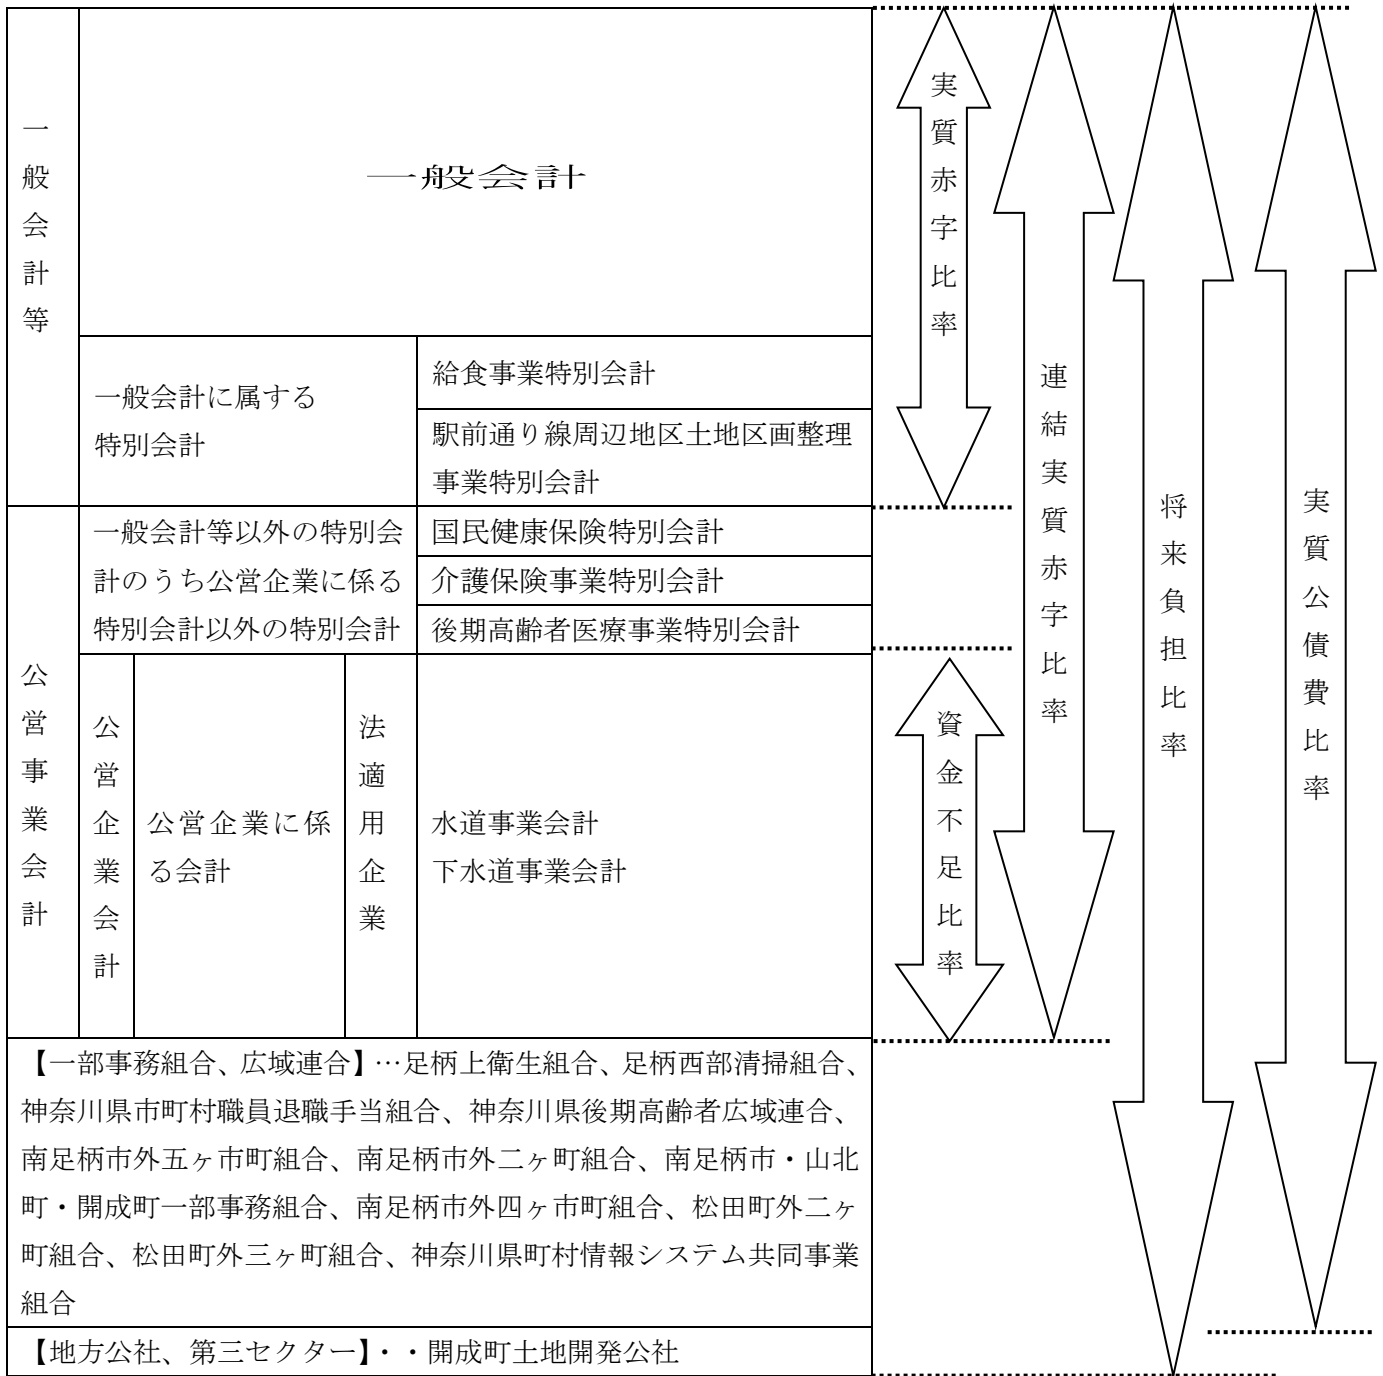 一般会計等
一般会計
一般会計に属する
特別会計
給食事業特別会計
駅前通り線周辺地区土地区画整理
事業特別会計
公営事業会計
一般会計等以外の特別会
計のうち公営企業に係る
特別会計以外の特別会計
国民健康保険特別会計
介護保険事業特別会計
後期高齢者医療事業特別会計
公営企業会計
公営企業に係
る会計
法適用企業
水道事業会計
下水道事業会計
【一部事務組合、広域連合】…足柄上衛生組合、足柄西部清掃組合、
神奈川県市町村職員退職手当組合、神奈川県後期高齢者広域連合、
南足柄市外五ヶ市町組合、南足柄市外二ヶ町組合、南足柄市・山北
町・開成町一部事務組合、南足柄市外四ヶ市町組合、松田町外二ヶ
町組合、松田町外三ヶ町組合、神奈川県町村情報システム共同事業
組合
【地方公社、第三セクター】・・開成町土地開発公社
実質赤字比率
資金不足比率
連結実質赤字比率
将来負担比率
実質公債費比率